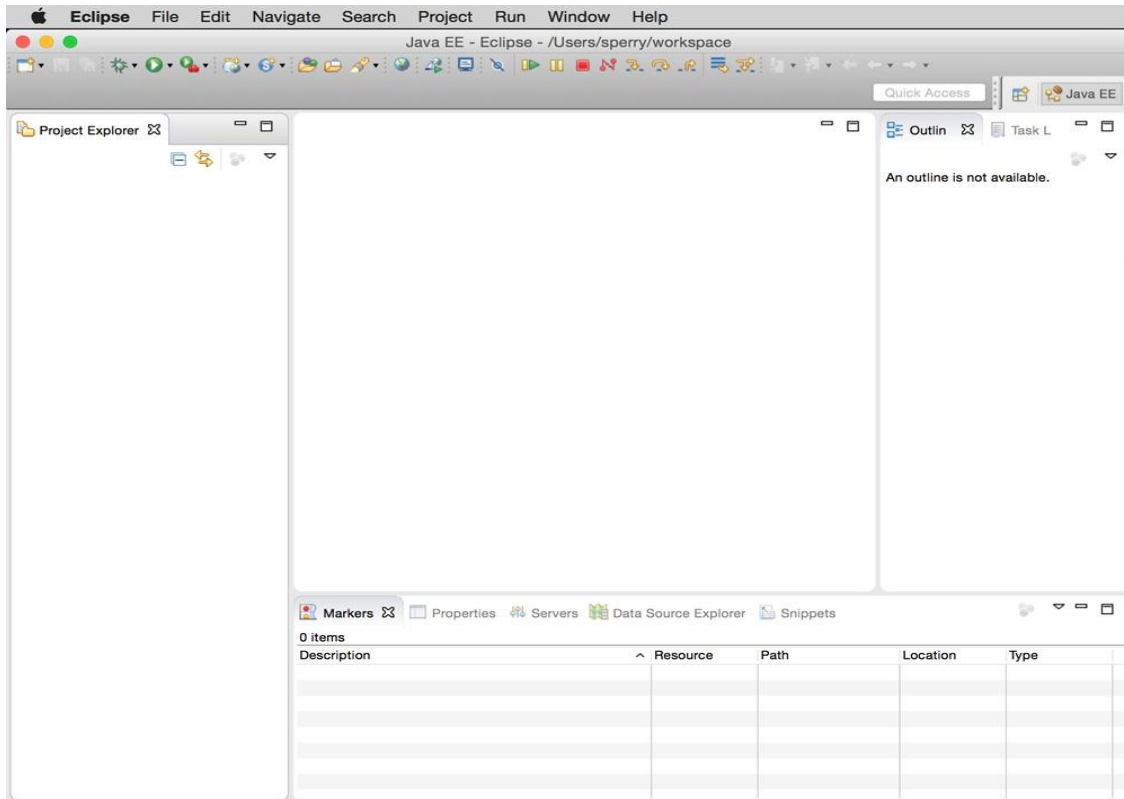 Eclipse File Edit Navigate Search Project Run Window Help
Java EE - Eclipse - /Users/sperry/workspace
Quick Access Java EE
Project Explorer
Outlin Task L
An outline is not available.
Markers Properties Servers Data Source Explorer Snippets
0 items
Description Resource Path Location Type